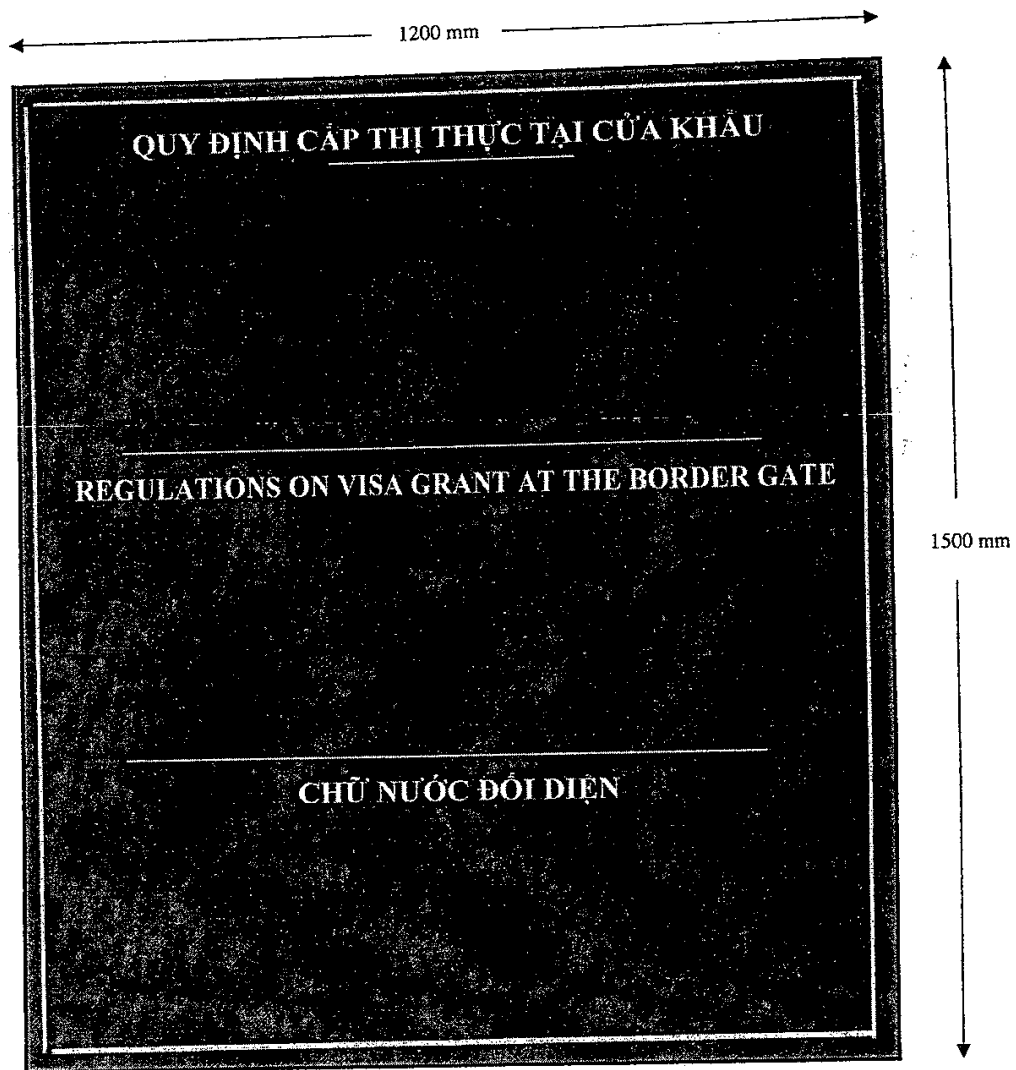 1200 mm
QUY ĐỊNH CẤP THỊ THỰC TẠI CỬA KHẨU
REGULATIONS ON VISA GRANT AT THE BORDER GATE
1500 mm
CHỮ NƯỚC ĐỐI DIỆN